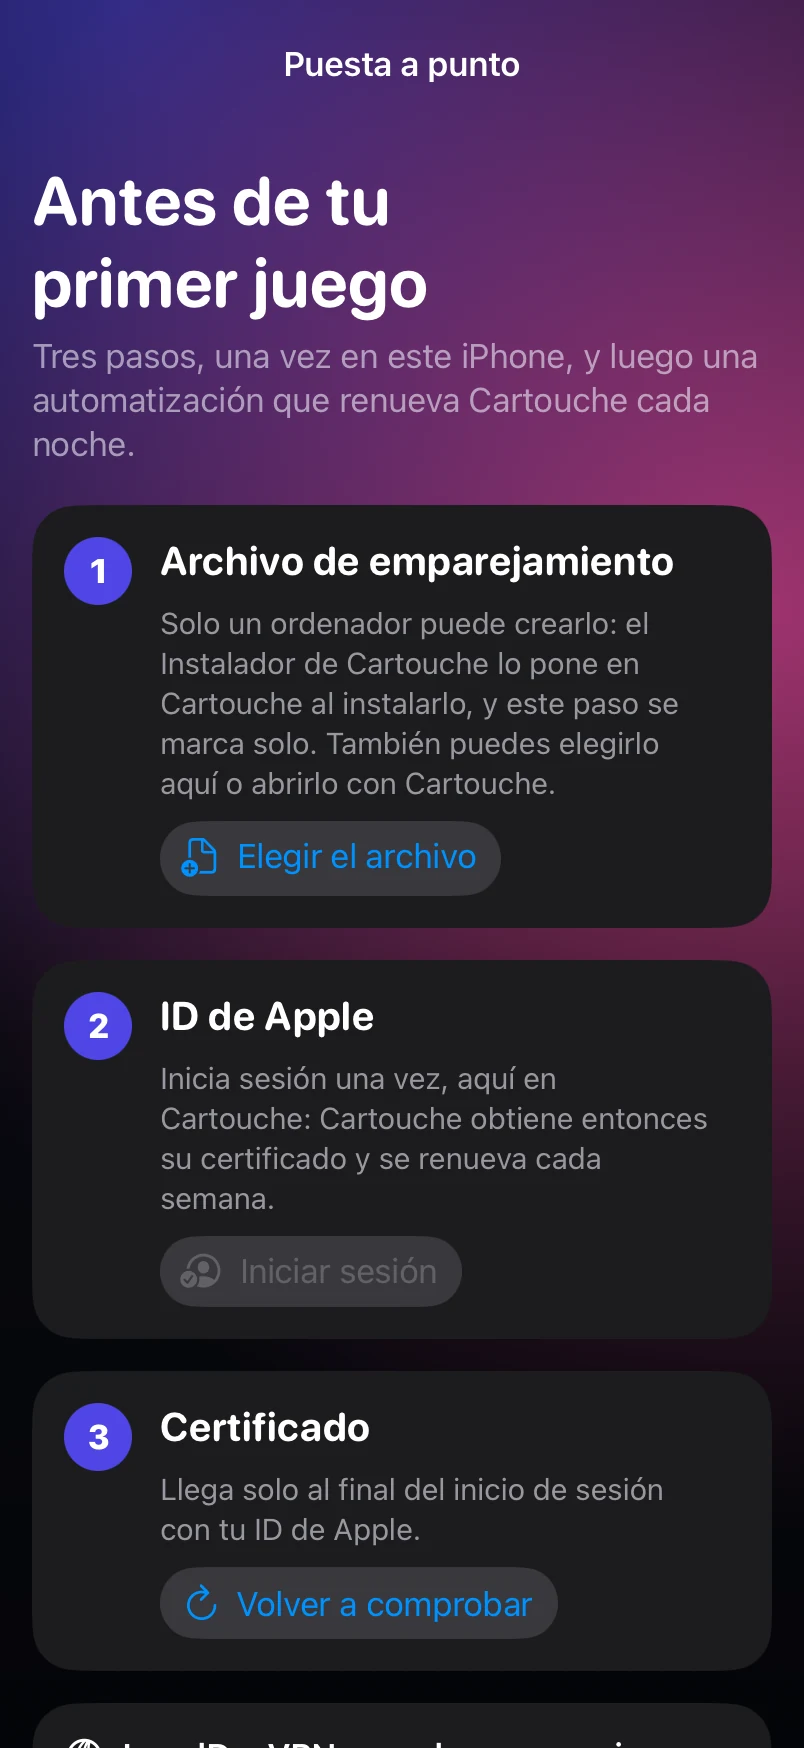 Puesta a punto
Antes de tu
primer juego
Tres pasos, una vez en este iPhone, y luego una
automatización que renueva Cartouche cada
noche.
1
Archivo de emparejamiento
Solo un ordenador puede crearlo: el
Instalador de Cartouche lo pone en
Cartouche al instalarlo, y este paso se
marca solo. También puedes elegirlo
aquí o abrirlo con Cartouche.
Elegir el archivo
2
ID de Apple
Inicia sesión una vez, aquí en
Cartouche: Cartouche obtiene entonces
su certificado y se renueva cada
semana.
Iniciar sesión
3
Certificado
Llega solo al final del inicio de sesión
con tu ID de Apple.
Volver a comprobar